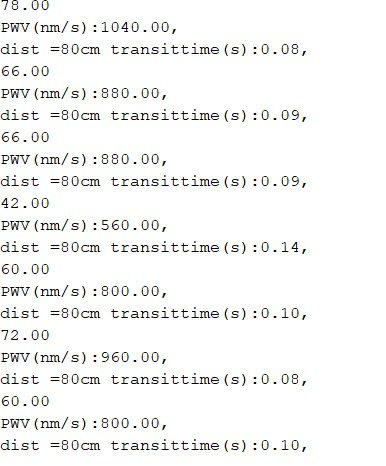 78.00
PWV(nm/s):1040.00,
dist =80cm transittime(s):0.08,
66.00
PWV(nm/s):880.00,
dist =80cm transittime(s):0.09,
66.00
PWV(nm/s):880.00,
dist =80cm transittime(s):0.09,
42.00
PWV(nm/s):560.00,
dist =80cm transittime(s):0.14,
60.00
PWV(nm/s):800.00,
dist =80cm transittime(s):0.10,
72.00
PWV(nm/s):960.00,
dist =80cm transittime(s):0.08,
60.00
PWV(nm/s):800.00,
dist =80cm transittime(s):0.10,